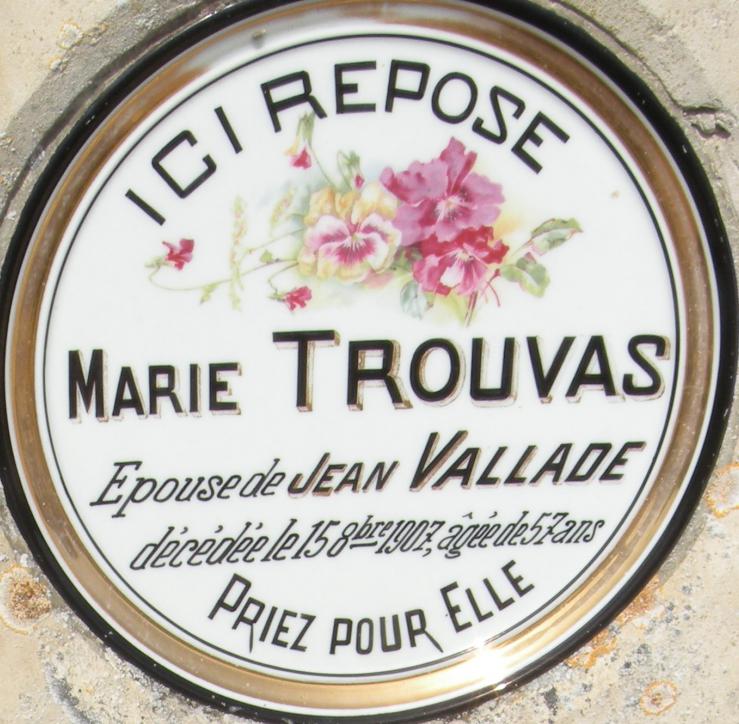 ICI REPOSE
MARIE TROUVAS
Epouse de JEAN VALLADE
décédée le 15 8bre 1907, âgée de 57 ans
PRIEZ POUR ELLE